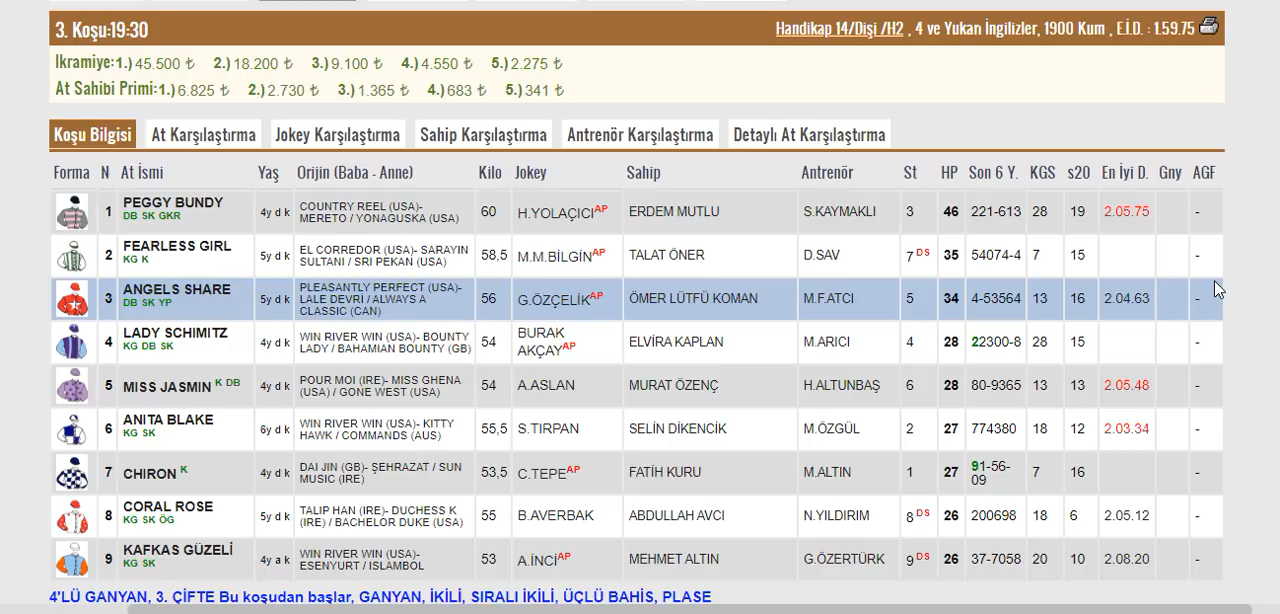 3. Koşu:19:30
Handikap 14/Dişi /H2 , 4 ve Yukarı İngilizler, 1900 Kum , E.İ.D. : 1.59.75
Ikramiye:1.) 45.500 ₺ 2.) 18.200 ₺ 3.) 9.100 ₺ 4.) 4.550 ₺ 5.) 2.275 ₺
At Sahibi Primi:1.) 6.825 ₺ 2.) 2.730 ₺ 3.) 1.365 ₺ 4.) 683 ₺ 5.) 341 ₺
Koşu Bilgisi At Karşılaştırma Jokey Karşılaştırma Sahip Karşılaştırma Antrenör Karşılaştırma Detaylı At Karşılaştırma
Forma N At İsmi Yaş Orijin (Baba - Anne) Kilo Jokey Sahip Antrenör St HP Son 6 Y. KGS s20 En İyi D. Gny AGF
1 PEGGY BUNDY DB SK GKR 4y d k COUNTRY REEL (USA)- MERETO / YONAGUSKA (USA) 60 H.YOLAÇICI AP ERDEM MUTLU S.KAYMAKLI 3 46 221-613 28 19 2.05.75 -
2 FEARLESS GIRL KG K 5y d k EL CORREDOR (USA)- SARAYIN SULTANI / SRI PEKAN (USA) 58,5 M.M.BİLGİN AP TALAT ÖNER D.SAV 7 DS 35 54074-4 7 15 -
3 ANGELS SHARE DB SK YP 5y d k PLEASANTLY PERFECT (USA)- LALE DEVRİ / ALWAYS A CLASSIC (CAN) 56 G.ÖZÇELİK AP ÖMER LÜTFÜ KOMAN M.F.ATCI 5 34 4-53564 13 16 2.04.63 -
4 LADY SCHMITZ KG DB SK 4y d k WIN RIVER WIN (USA)- BOUNTY LADY / BAHAMIAN BOUNTY (GB) 54 BURAK AKÇAY AP ELVİRA KAPLAN M.ARICI 4 28 22300-8 28 15 -
5 MISS JASMIN K DB 4y d k POUR MOI (IRE)- MISS GHENA (USA) / GONE WEST (USA) 54 A.ASLAN MURAT ÖZENÇ H.ALTUNBAŞ 6 28 80-9365 13 13 2.05.48 -
6 ANITA BLAKE KG SK 6y d k WIN RIVER WIN (USA)- KITTY HAWK / COMMANDS (AUS) 55,5 S.TIRPAN SELİN DİKENCİK M.ÖZGÜL 2 27 774380 18 12 2.03.34 -
7 CHIRON K 4y d k DAI JIN (GB)- ŞEHRAZAT / SUN MUSIC (IRE) 53,5 C.TEPE AP FATİH KURU M.ALTIN 1 27 91-56-09 7 16 -
8 CORAL ROSE KG SK ÖG 5y d k TALIP HAN (IRE)- DUCHESS K (IRE) / BACHELOR DUKE (USA) 55 B.AVERBAK ABDULLAH AVCI N.YILDIRIM 8 DS 26 200698 18 6 2.05.12 -
9 KAFKAS GÜZELİ KG SK 4y a k WIN RIVER WIN (USA)- ESENYURT / ISLAMBOL 53 A.İNCİ AP MEHMET ALTIN G.ÖZERTÜRK 9 DS 26 37-7058 20 10 2.08.20 -
4'LÜ GANYAN, 3. ÇİFTE Bu koşudan başlar, GANYAN, İKİLİ, SIRALI İKİLİ, ÜÇLÜ BAHİS, PLASE